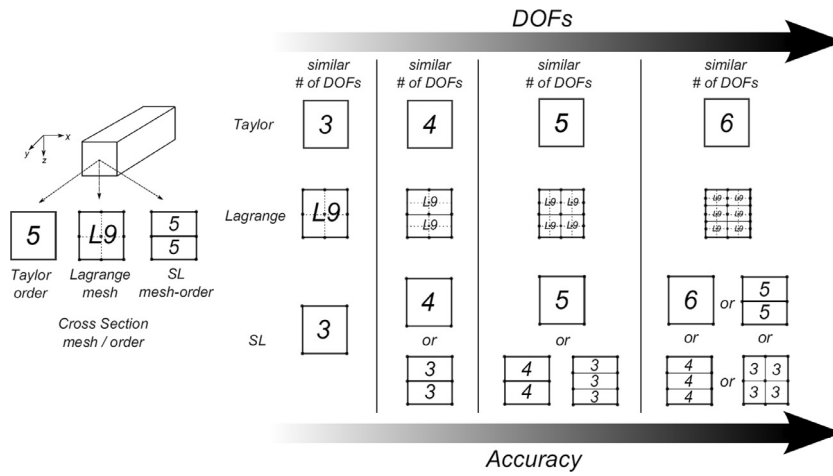 DOFs
similar
# of DOFs
similar
# of DOFs
similar
# of DOFs
similar
# of DOFs
Taylor
3
4
5
6
x
y
z
Lagrange
L9
L9
L9
L9 L9
L9 L9
L9 L9
L9 L9
L9 L9
5
L9
5
5
Taylor
order
Lagrange
mesh
SL
mesh-order
Cross Section
mesh / order
SL
3
4
or
3
3
5
or
4
4
3
3
3
6
or
5
5
or
or
4
4
4
or
3 3
3 3
Accuracy